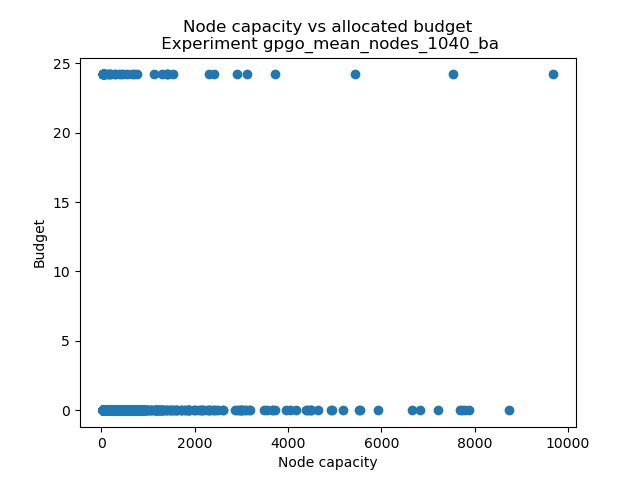 Node capacity vs allocated budget
Experiment gpgo_mean_nodes_1040_ba
25
20
15
10
5
0
Budget
0 2000 4000 6000 8000 10000
Node capacity